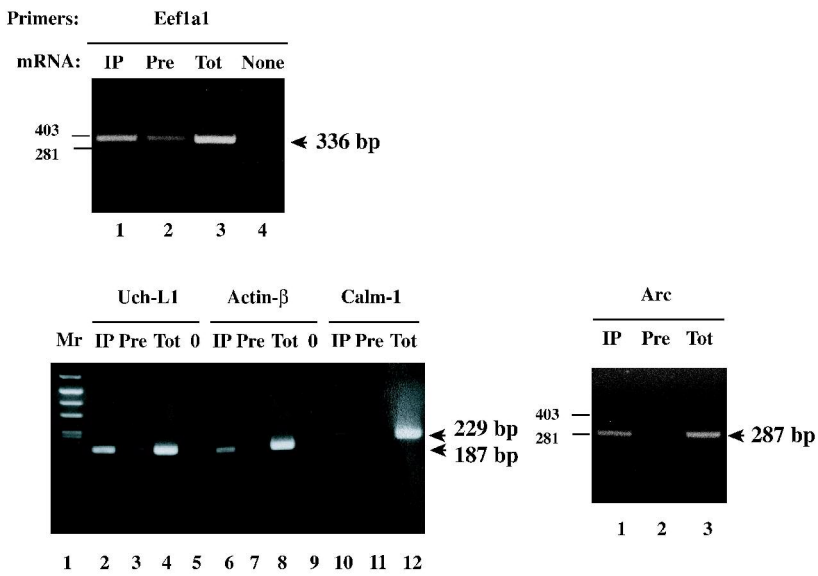 Primers: Eef1a1
mRNA: IP Pre Tot None
403
281
336 bp
1 2 3 4
Uch-L1 Actin-β Calm-1
Mr IP Pre Tot 0 IP Pre Tot 0 IP Pre Tot
229 bp
187 bp
1 2 3 4 5 6 7 8 9 10 11 12
Arc
IP Pre Tot
403
281
287 bp
1 2 3